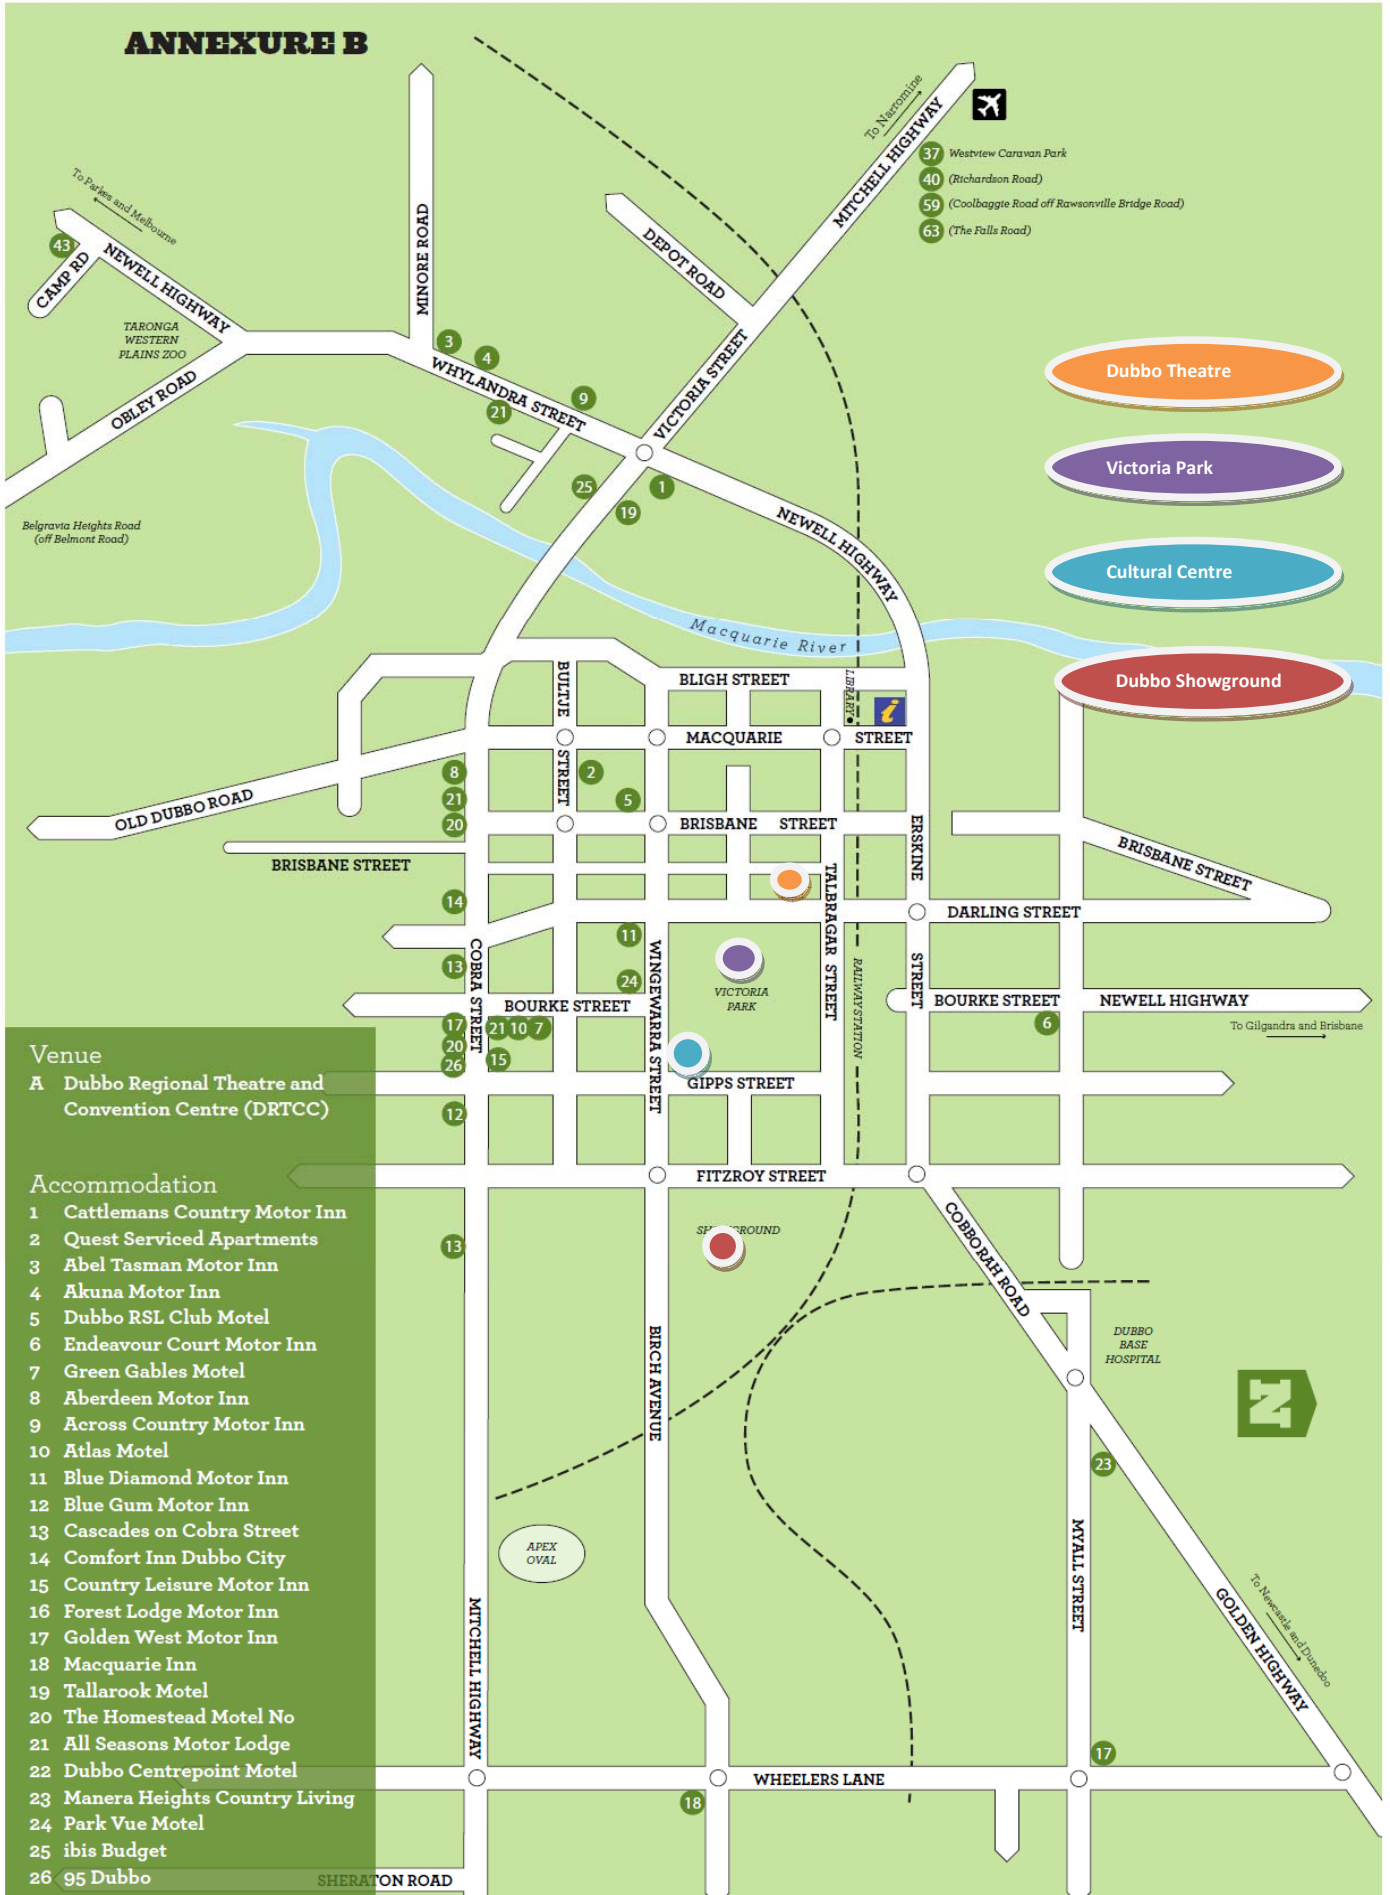 ANNEXURE B
To Narromine
MITCHELL HIGHWAY
37 Westview Caravan Park
40 (Richardson Road)
59 (Coolbaggie Road off Rawsonville Bridge Road)
63 (The Falls Road)
To Parkes and Melbourne
43
CAMP RD
NEWELL HIGHWAY
MINORE ROAD
DEPOT ROAD
TARONGA
WESTERN
PLAINS ZOO
OBLEY ROAD
3
4
WHYLANDRA STREET
21
9
VICTORIA STREET
Dubbo Theatre
Victoria Park
Cultural Centre
Dubbo Showground
25
1
19
NEWELL HIGHWAY
Belgravia Heights Road
(off Belmont Road)
Macquarie River
BULTJE
STREET
BLIGH STREET
LIBRARY
i
MACQUARIE STREET
8
2
21
5
OLD DUBBO ROAD
20
BRISBANE STREET
ERSKINE
STREET
BRISBANE STREET
BRISBANE STREET
TALBRAGAR STREET
14
DARLING STREET
11
COBRA STREET
WINGEWARRA STREET
13
24
VICTORIA
PARK
RAILWAY STATION
BOURKE STREET
BOURKE STREET
NEWELL HIGHWAY
17
21 10 7
6
To Gilgandra and Brisbane
20
15
26
GIPPS STREET
12
FITZROY STREET
SH GROUND
13
COBBORAH ROAD
BIRCH AVENUE
DUBBO
BASE
HOSPITAL
N
23
APEX
OVAL
MYALL STREET
MITCHELL HIGHWAY
To Newcastle and Dunedoo
GOLDEN HIGHWAY
17
WHEELERS LANE
18
SHERATON ROAD
Venue
A Dubbo Regional Theatre and
Convention Centre (DRTCC)
Accommodation
1 Cattlemans Country Motor Inn
2 Quest Serviced Apartments
3 Abel Tasman Motor Inn
4 Akuna Motor Inn
5 Dubbo RSL Club Motel
6 Endeavour Court Motor Inn
7 Green Gables Motel
8 Aberdeen Motor Inn
9 Across Country Motor Inn
10 Atlas Motel
11 Blue Diamond Motor Inn
12 Blue Gum Motor Inn
13 Cascades on Cobra Street
14 Comfort Inn Dubbo City
15 Country Leisure Motor Inn
16 Forest Lodge Motor Inn
17 Golden West Motor Inn
18 Macquarie Inn
19 Tallarook Motel
20 The Homestead Motel No
21 All Seasons Motor Lodge
22 Dubbo Centrepoint Motel
23 Manera Heights Country Living
24 Park Vue Motel
25 ibis Budget
26 95 Dubbo